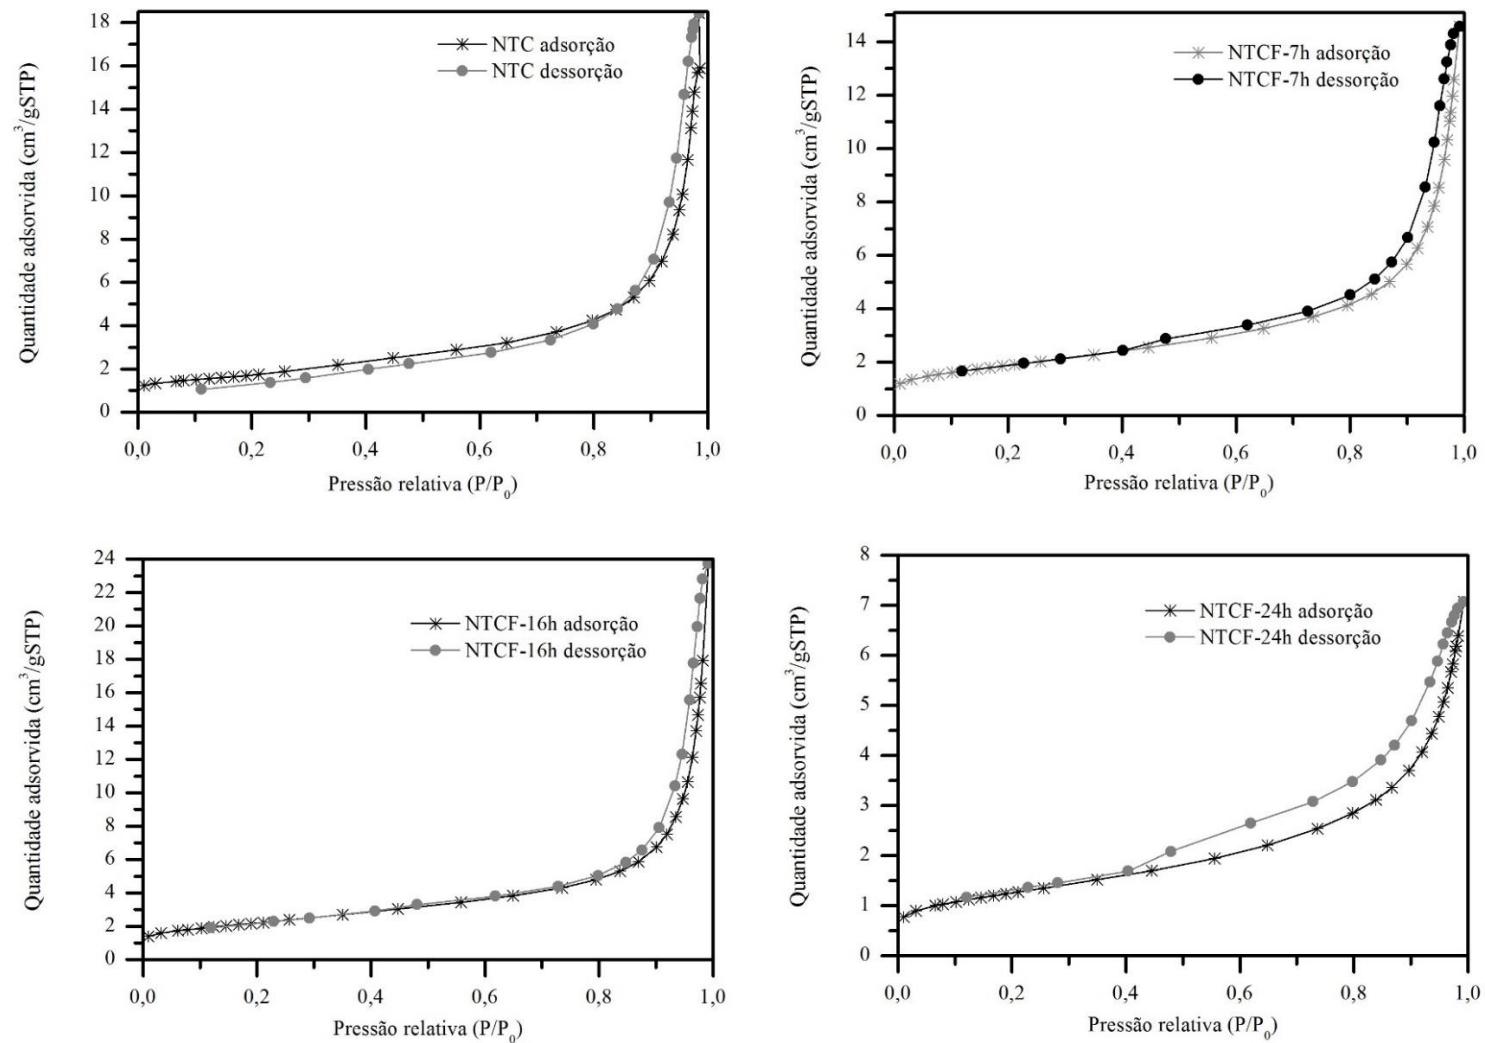 Quantidade adsorvida (cm³/gSTP)
18
16
14
12
10
8
6
4
2
0
NTC adsorção
NTC dessorção
0,0 0,2 0,4 0,6 0,8 1,0
Pressão relativa (P/P₀)
Quantidade adsorvida (cm³/gSTP)
14
12
10
8
6
4
2
0
NTCF-7h adsorção
NTCF-7h dessorção
0,0 0,2 0,4 0,6 0,8 1,0
Pressão relativa (P/P₀)
Quantidade adsorvida (cm³/gSTP)
24
22
20
18
16
14
12
10
8
6
4
2
0
NTCF-16h adsorção
NTCF-16h dessorção
0,0 0,2 0,4 0,6 0,8 1,0
Pressão relativa (P/P₀)
Quantidade adsorvida (cm³/gSTP)
8
7
6
5
4
3
2
1
0
NTCF-24h adsorção
NTCF-24h dessorção
0,0 0,2 0,4 0,6 0,8 1,0
Pressão relativa (P/P₀)